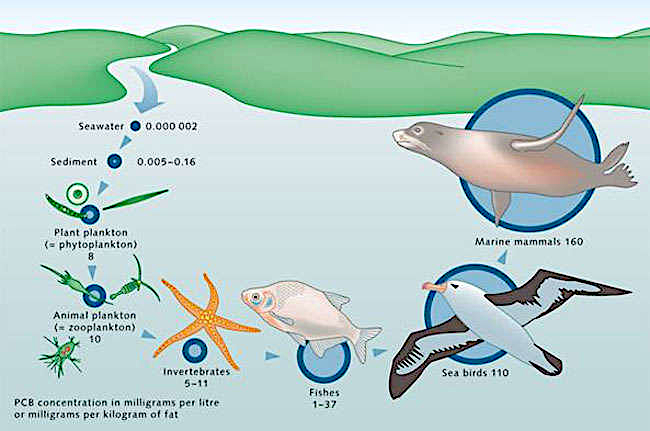 Seawater 0.000 002
Sediment 0.005–0.16
Plant plankton
(= phytoplankton)
8
Animal plankton
(= zooplankton)
10
Invertebrates
5–11
Fishes
1–37
Sea birds 110
Marine mammals 160
PCB concentration in milligrams per litre
or milligrams per kilogram of fat